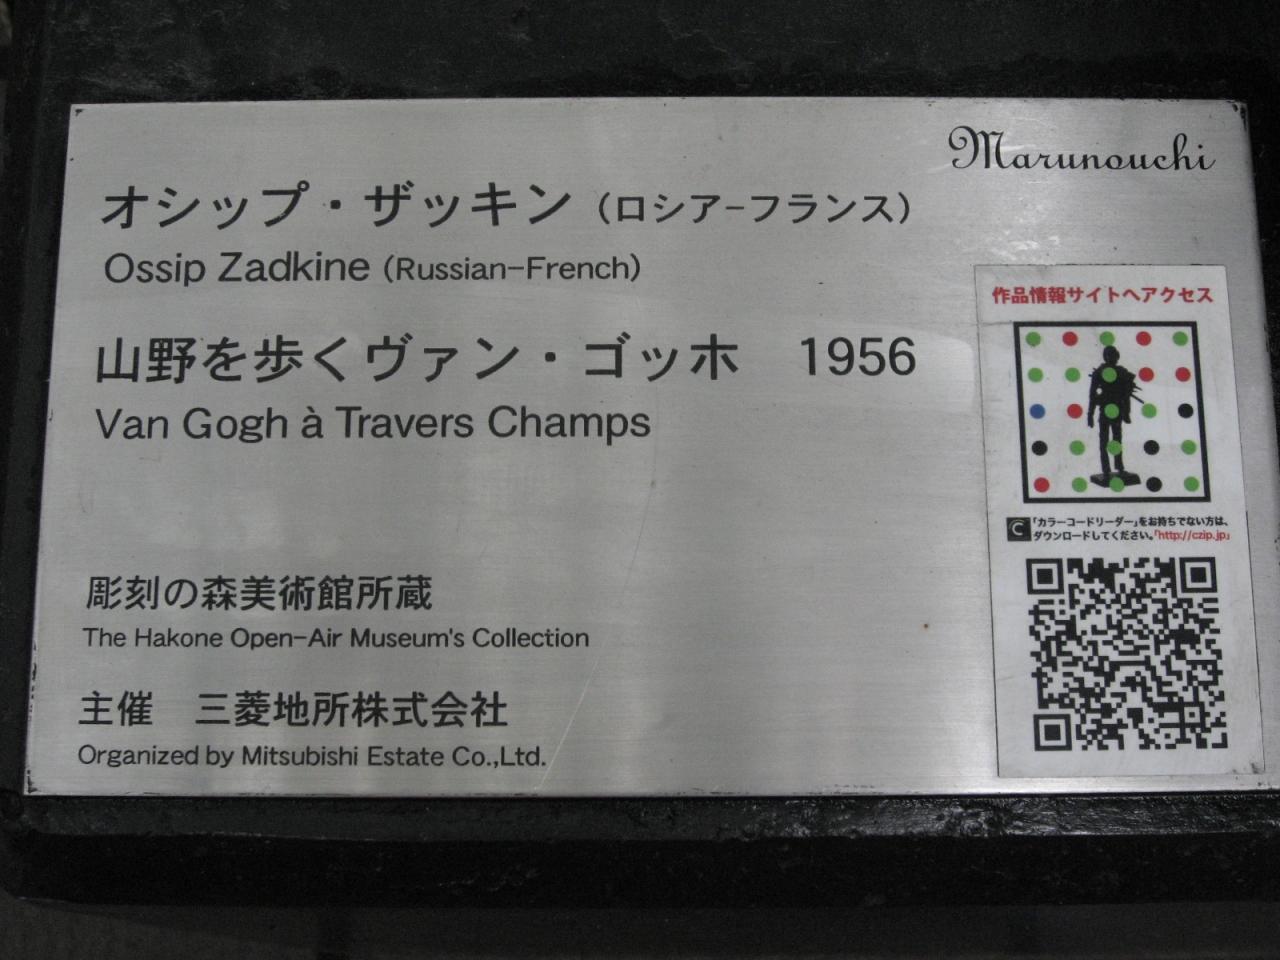 Marunouchi
オシップ・ザッキン（ロシア-フランス）
Ossip Zadkine (Russian-French)
山野を歩くヴァン・ゴッホ　1956
Van Gogh à Travers Champs
彫刻の森美術館所蔵
The Hakone Open-Air Museum's Collection
主催　三菱地所株式会社
Organized by Mitsubishi Estate Co.,Ltd.
作品情報サイトへアクセス
C「カラーコードリーダー」をお持ちでない方は、
ダウンロードしてください。「http://czip.jp」